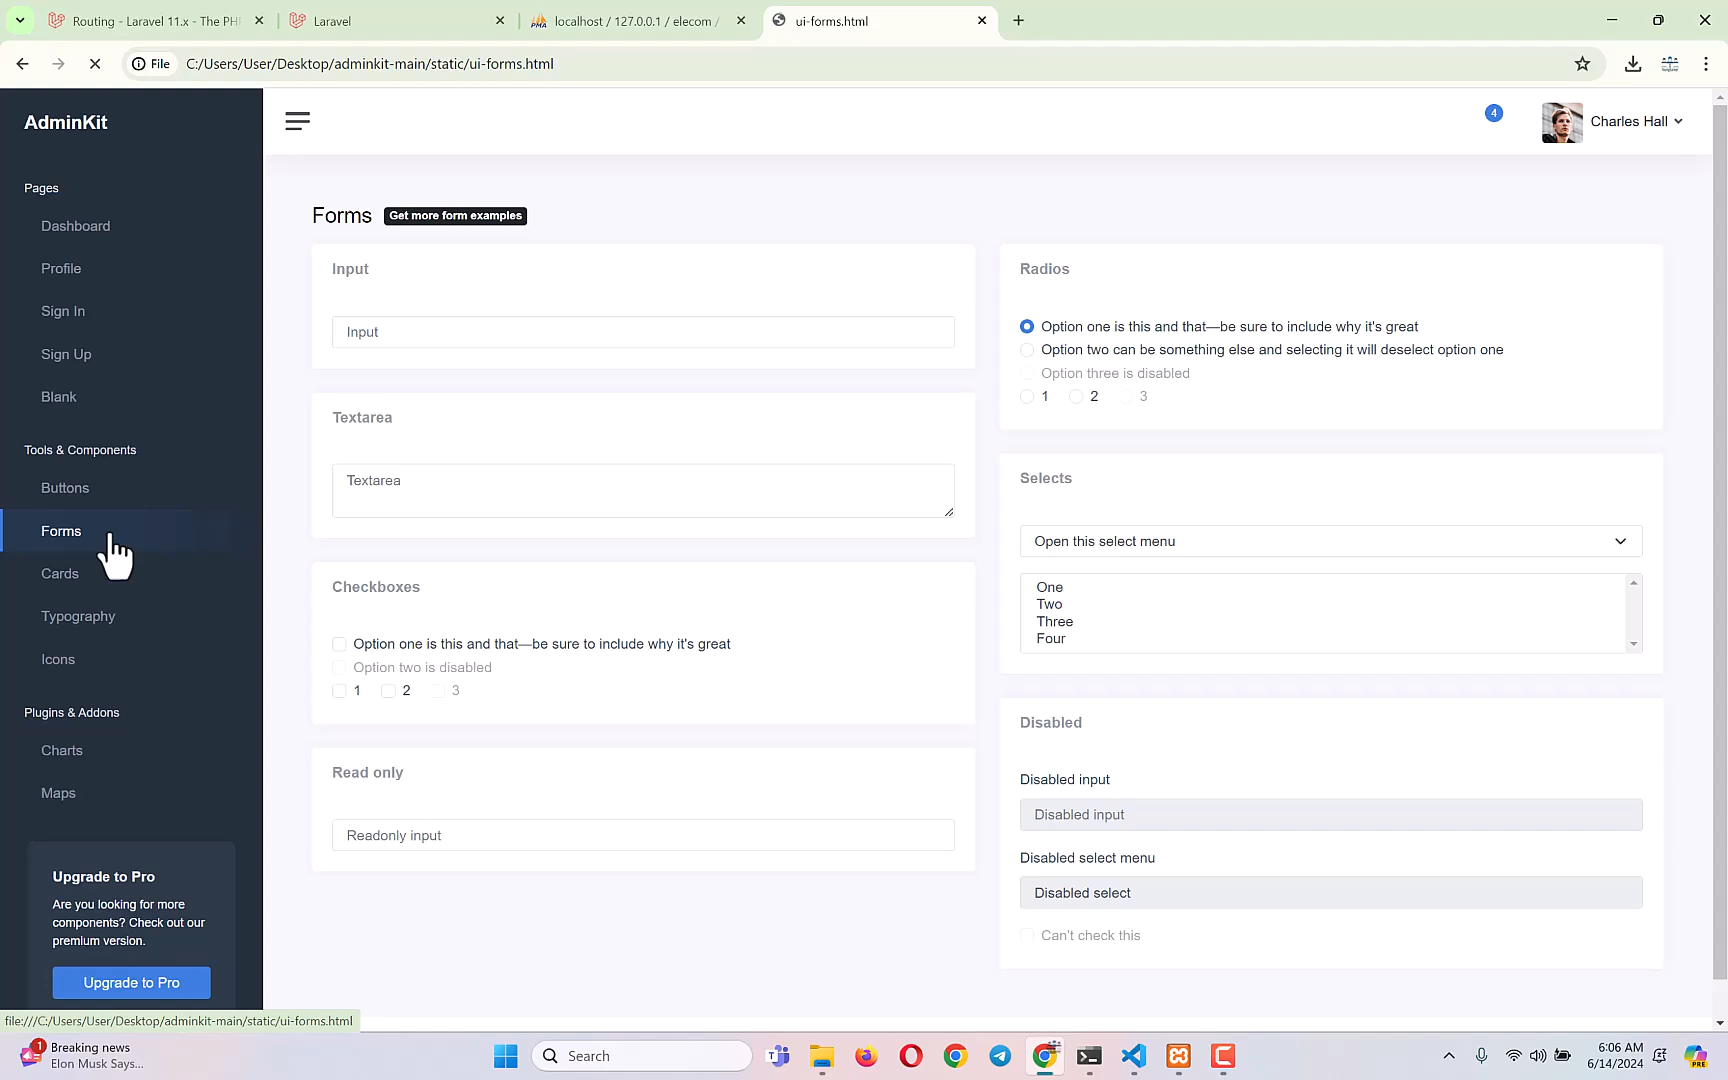 Routing - Laravel 11.x - The PH
Laravel
PMA
localhost / 127.0.0.1 / elecom /
ui-forms.html
File
C:/Users/User/Desktop/adminkit-main/static/ui-forms.html
AdminKit
4
Charles Hall
Pages
Dashboard
Profile
Sign In
Sign Up
Blank
Tools & Components
Buttons
Forms
Cards
Typography
Icons
Plugins & Addons
Charts
Maps
Upgrade to Pro
Are you looking for more
components? Check out our
premium version.
Upgrade to Pro
file:///C:/Users/User/Desktop/adminkit-main/static/ui-forms.html
Forms
Get more form examples
Input
Input
Textarea
Textarea
Checkboxes
Option one is this and that—be sure to include why it's great
Option two is disabled
1 2 3
Read only
Readonly input
Radios
Option one is this and that—be sure to include why it's great
Option two can be something else and selecting it will deselect option one
Option three is disabled
1 2 3
Selects
Open this select menu
One
Two
Three
Four
Disabled
Disabled input
Disabled input
Disabled select menu
Disabled select
Can't check this
1
Breaking news
Elon Musk Says...
Search
6:06 AM
6/14/2024
PRE